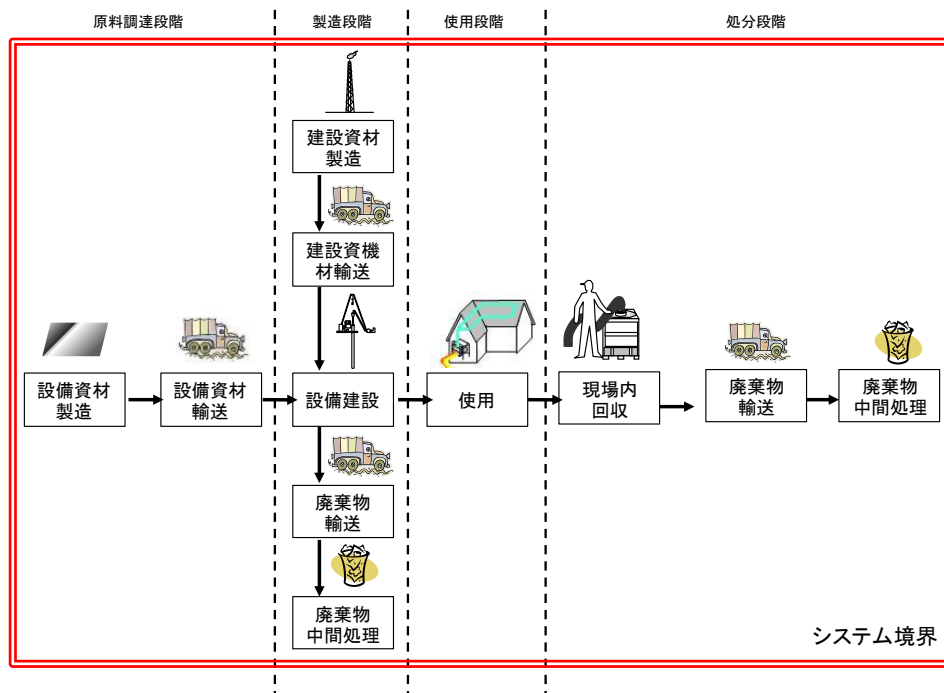 原料調達段階
製造段階
使用段階
処分段階
建設資材
製造
建設資機
材輸送
設備資材
製造
設備資材
輸送
設備建設
使用
現場内
回収
廃棄物
輸送
廃棄物
中間処理
廃棄物
輸送
廃棄物
中間処理
システム境界